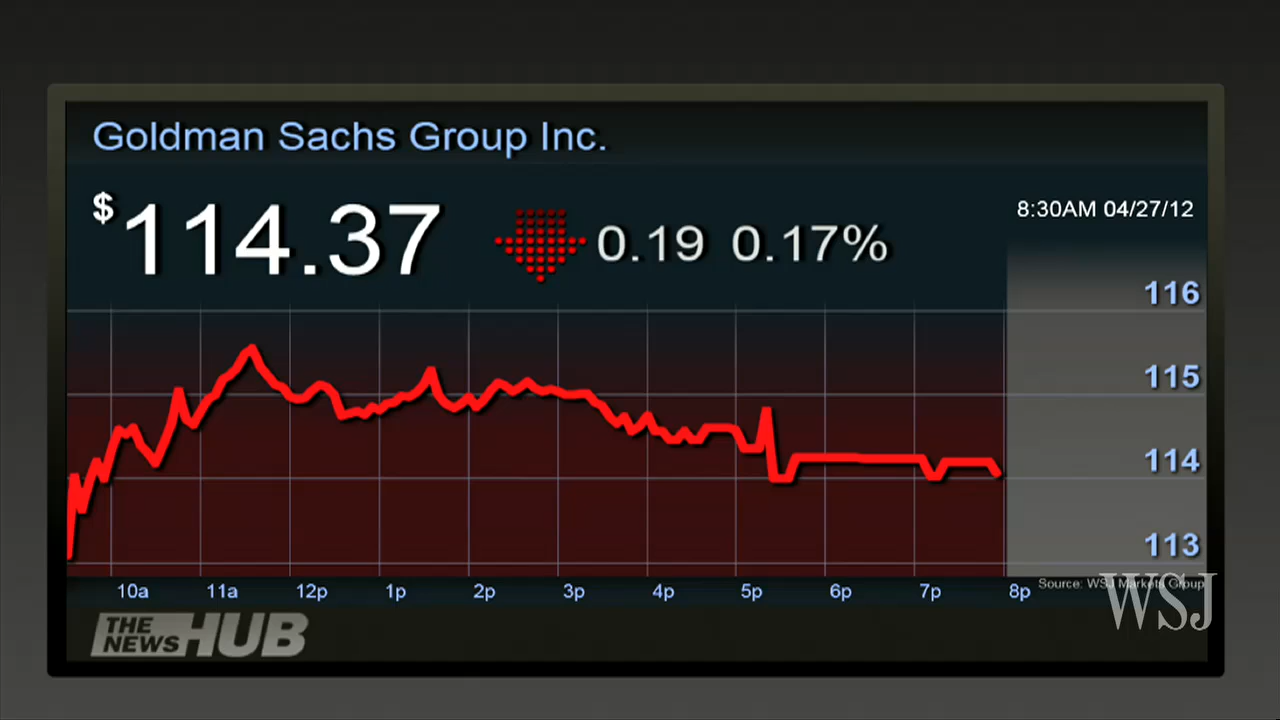 Goldman Sachs Group Inc.
$114.37 0.19 0.17%
8:30AM 04/27/12
116
115
114
113
10a 11a 12p 1p 2p 3p 4p 5p 6p 7p 8p
Source: WSJ Markets Group
WSJ
THE NEWS HUB